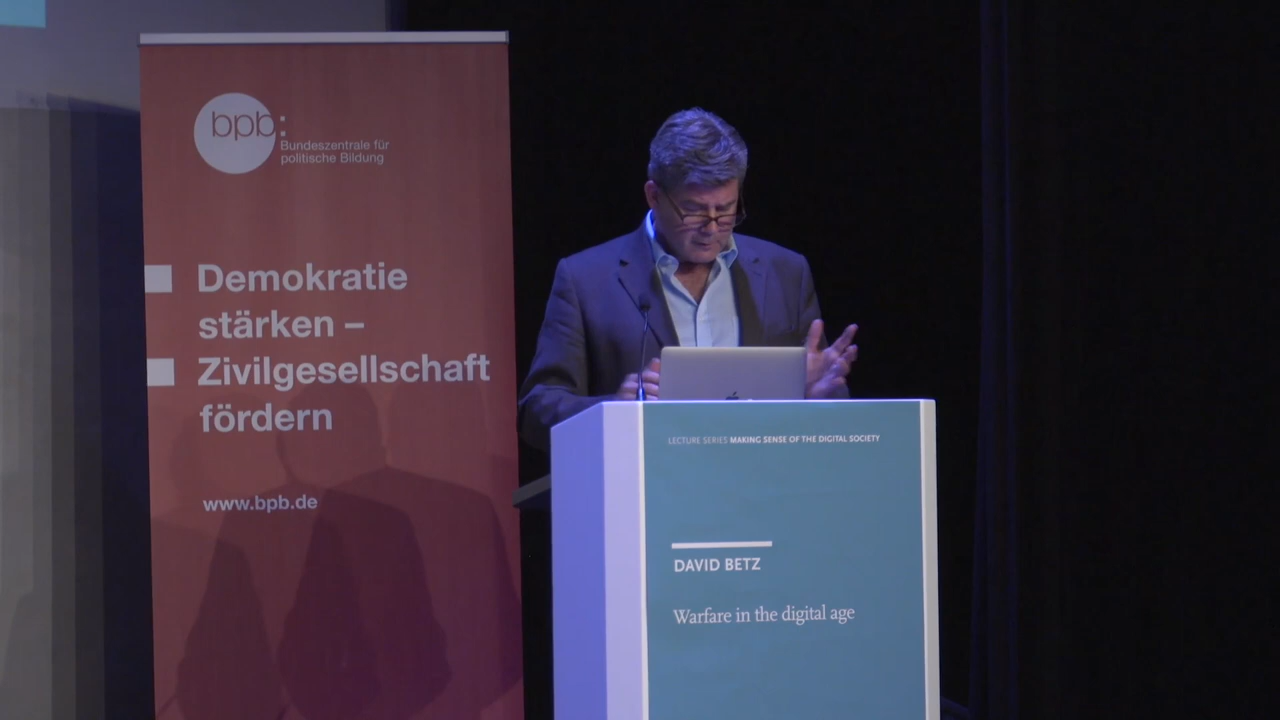 bpb:
Bundeszentrale für
politische Bildung
Demokratie
stärken –
Zivilgesellschaft
fördern
www.bpb.de
LECTURE SERIES MAKING SENSE OF THE DIGITAL SOCIETY
DAVID BETZ
Warfare in the digital age